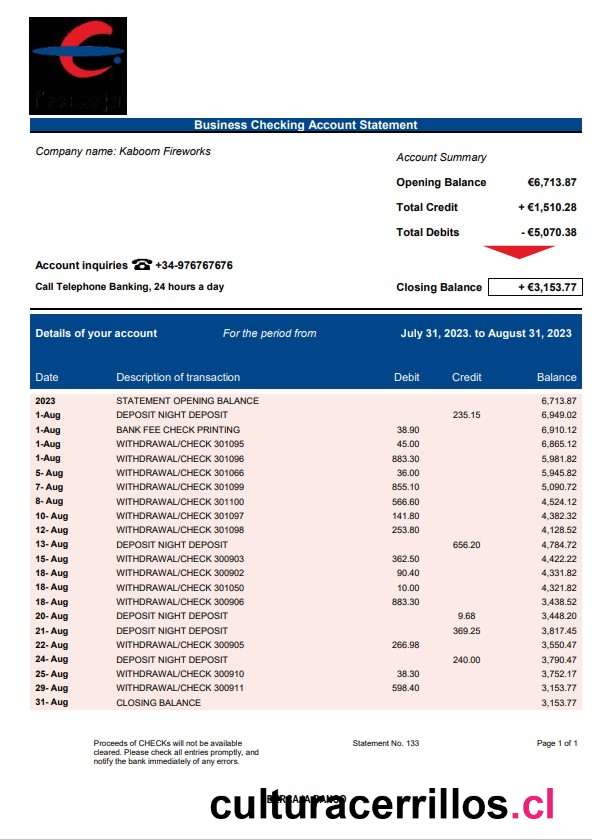 Business Checking Account Statement
Company name: Kaboom Fireworks
Account Summary
Opening Balance €6,713.87
Total Credit + €1,510.28
Total Debits - €5,070.38
Account inquiries ☎ +34-976767676
Call Telephone Banking, 24 hours a day
Closing Balance + €3,153.77
Details of your account For the period from July 31, 2023. to August 31, 2023
Date Description of transaction Debit Credit Balance
2023 STATEMENT OPENING BALANCE 6,713.87
1-Aug DEPOSIT NIGHT DEPOSIT 235.15 6,949.02
1-Aug BANK FEE CHECK PRINTING 38.90 6,910.12
1-Aug WITHDRAWAL/CHECK 301095 45.00 6,865.12
1-Aug WITHDRAWAL/CHECK 301096 883.30 5,981.82
5- Aug WITHDRAWAL/CHECK 301066 36.00 5,945.82
7- Aug WITHDRAWAL/CHECK 301099 855.10 5,090.72
8- Aug WITHDRAWAL/CHECK 301100 566.60 4,524.12
10- Aug WITHDRAWAL/CHECK 301097 141.80 4,382.32
12- Aug WITHDRAWAL/CHECK 301098 253.80 4,128.52
13- Aug DEPOSIT NIGHT DEPOSIT 656.20 4,784.72
15- Aug WITHDRAWAL/CHECK 300903 362.50 4,422.22
18- Aug WITHDRAWAL/CHECK 300902 90.40 4,331.82
18- Aug WITHDRAWAL/CHECK 301050 10.00 4,321.82
18- Aug WITHDRAWAL/CHECK 300906 883.30 3,438.52
20- Aug DEPOSIT NIGHT DEPOSIT 9.68 3,448.20
21- Aug DEPOSIT NIGHT DEPOSIT 369.25 3,817.45
22- Aug WITHDRAWAL/CHECK 300905 266.98 3,550.47
24- Aug DEPOSIT NIGHT DEPOSIT 240.00 3,790.47
25- Aug WITHDRAWAL/CHECK 300910 38.30 3,752.17
29- Aug WITHDRAWAL/CHECK 300911 598.40 3,153.77
31- Aug CLOSING BALANCE 3,153.77
Proceeds of CHECKs will not be available
cleared. Please check all entries promptly, and
notify the bank immediately of any errors.
Statement No. 133
Page 1 of 1
culturacerrillos.cl